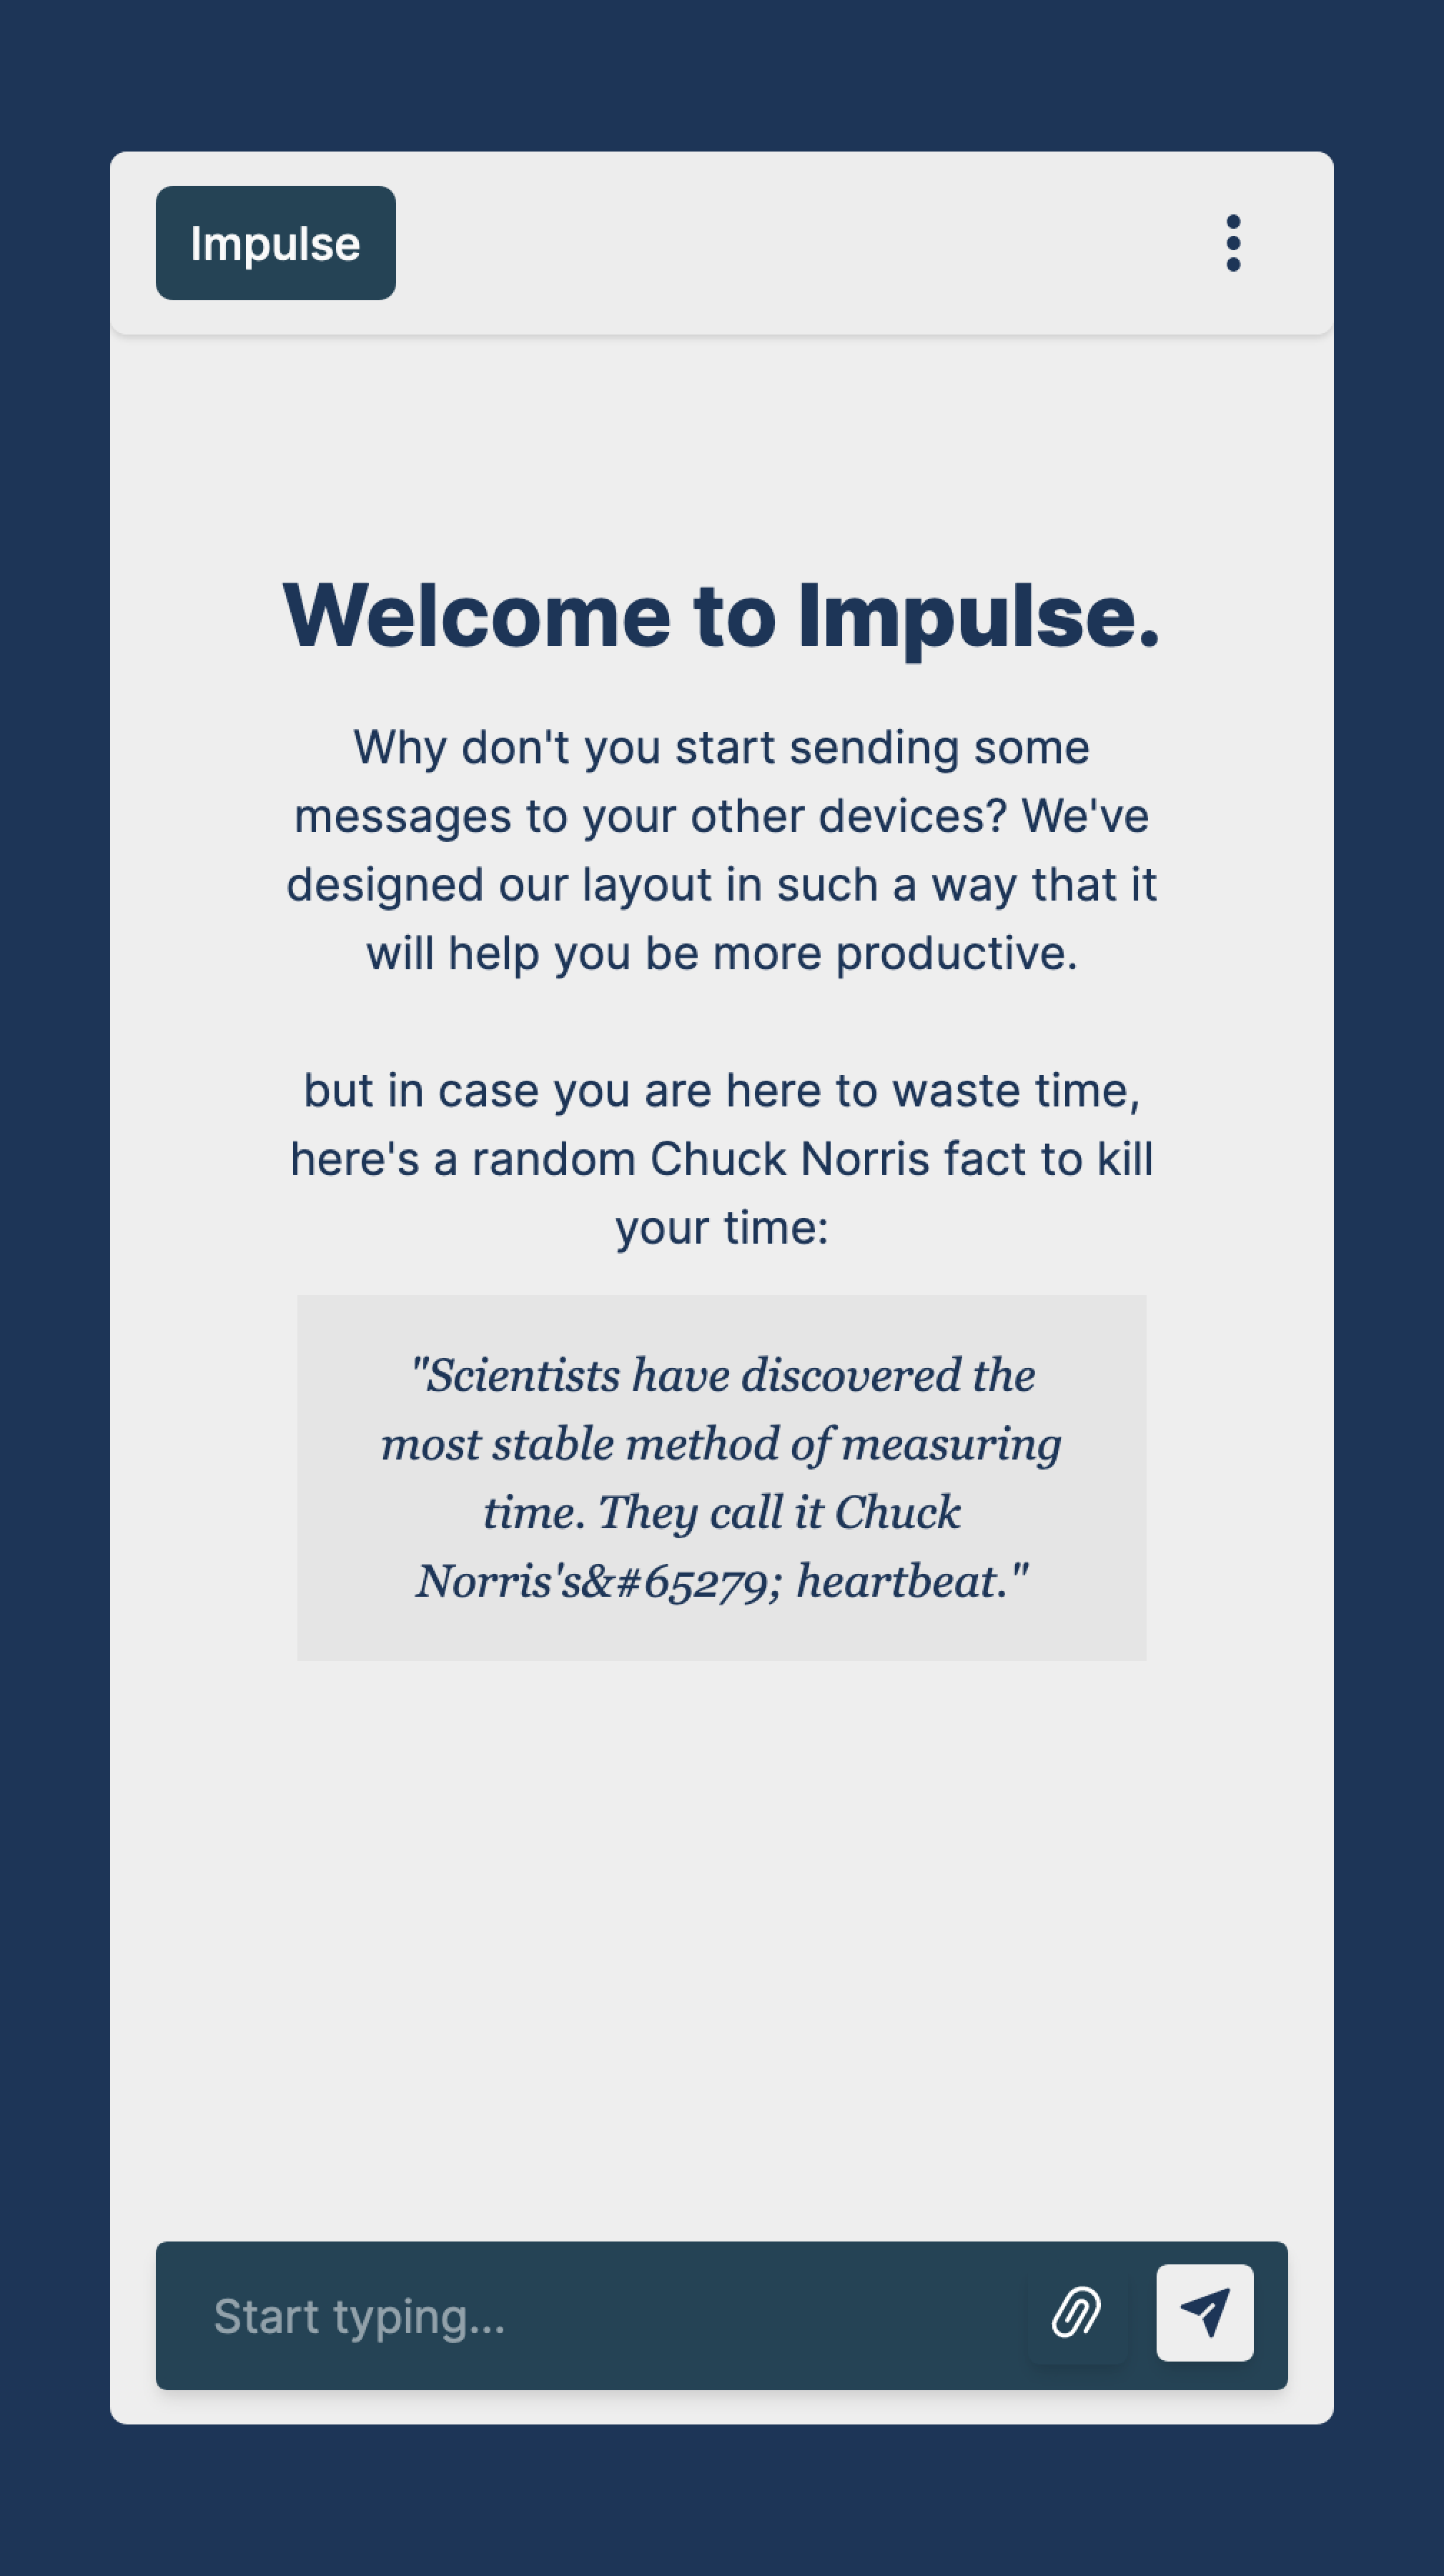 Impulse
Welcome to Impulse.
Why don't you start sending some
messages to your other devices? We've
designed our layout in such a way that it
will help you be more productive.
but in case you are here to waste time,
here's a random Chuck Norris fact to kill
your time:
"Scientists have discovered the
most stable method of measuring
time. They call it Chuck
Norris's&#65279; heartbeat."
Start typing...